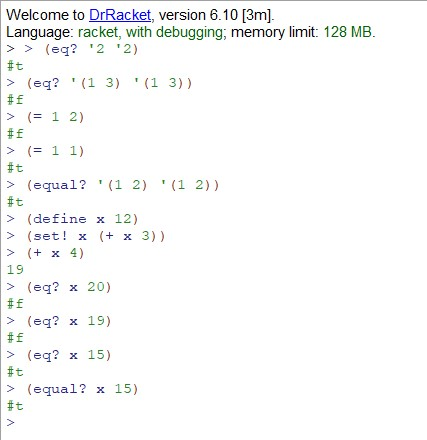 Welcome to DrRacket, version 6.10 [3m].
Language: racket, with debugging; memory limit: 128 MB.
> > (eq? '2 '2)
#t
> (eq? '(1 3) '(1 3))
#f
> (= 1 2)
#f
> (= 1 1)
#t
> (equal? '(1 2) '(1 2))
#t
> (define x 12)
> (set! x (+ x 3))
> (+ x 4)
19
> (eq? x 20)
#f
> (eq? x 19)
#f
> (eq? x 15)
#t
> (equal? x 15)
#t
>